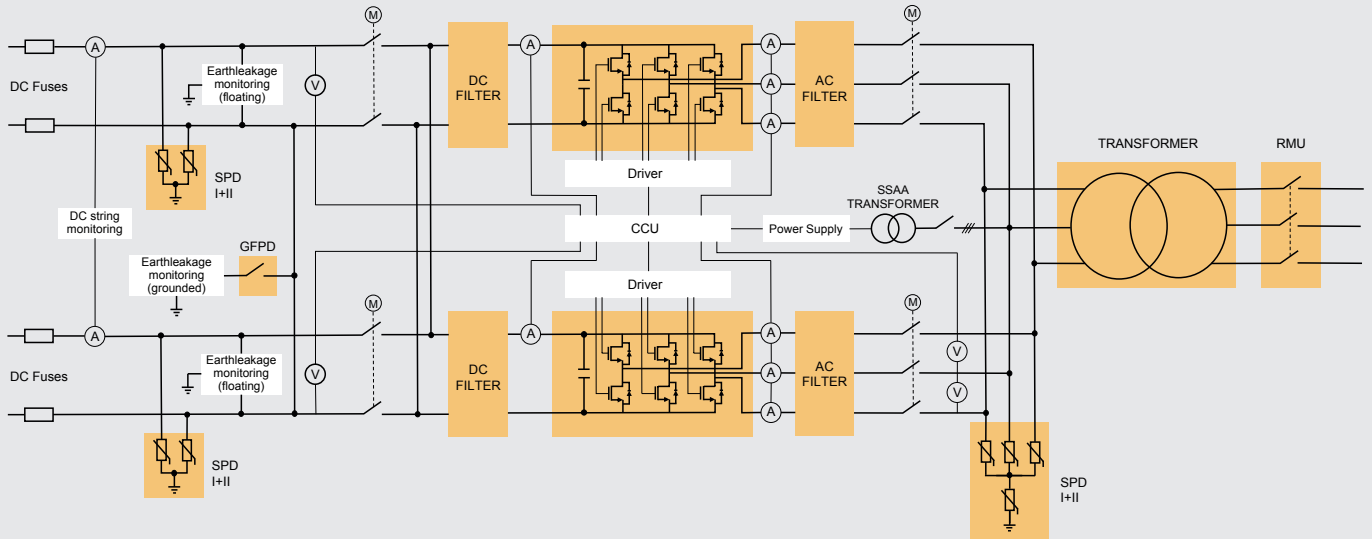 M
M
A
A
A
DC Fuses
Earthleakage
monitoring
(floating)
V
DC
FILTER
A
AC
FILTER
A
SPD
I+II
Driver
TRANSFORMER
RMU
SSAA
TRANSFORMER
DC string
monitoring
CCU
Power Supply
GFPD
Earthleakage
monitoring
(grounded)
Driver
M
M
A
A
A
Earthleakage
monitoring
(floating)
V
DC
FILTER
A
AC
FILTER
V
DC Fuses
V
A
SPD
I+II
SPD
I+II